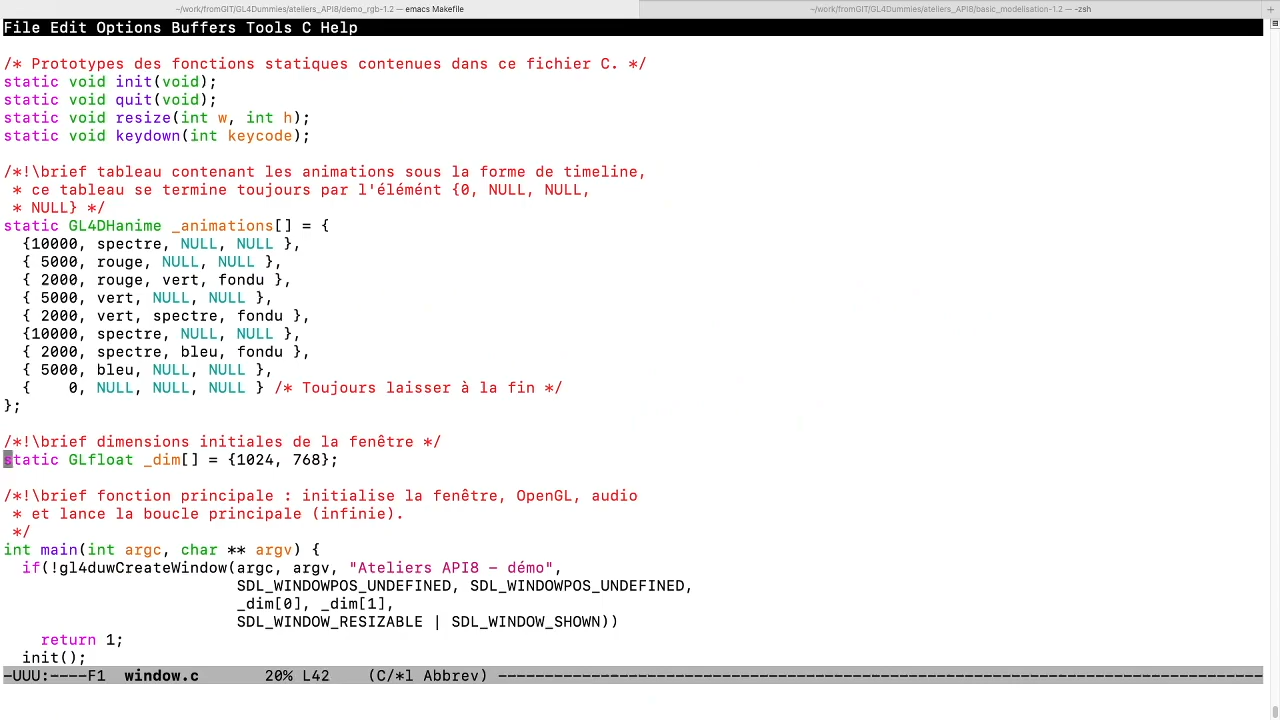 ~/work/fromGIT/GL4Dummies/ateliers_API8/demo_rgb-1.2 — emacs Makefile
~/work/fromGIT/GL4Dummies/ateliers_API8/basic_modelisation-1.2 — -zsh
File Edit Options Buffers Tools C Help
/* Prototypes des fonctions statiques contenues dans ce fichier C. */
static void init(void);
static void quit(void);
static void resize(int w, int h);
static void keydown(int keycode);
/*!\brief tableau contenant les animations sous la forme de timeline,
 * ce tableau se termine toujours par l'élémént {0, NULL, NULL,
 * NULL} */
static GL4DHanime _animations[] = {
  {10000, spectre, NULL, NULL },
  { 5000, rouge, NULL, NULL },
  { 2000, rouge, vert, fondu },
  { 5000, vert, NULL, NULL },
  { 2000, vert, spectre, fondu },
  {10000, spectre, NULL, NULL },
  { 2000, spectre, bleu, fondu },
  { 5000, bleu, NULL, NULL },
  {    0, NULL, NULL, NULL } /* Toujours laisser à la fin */
};
/*!\brief dimensions initiales de la fenêtre */
static GLfloat _dim[] = {1024, 768};
/*!\brief fonction principale : initialise la fenêtre, OpenGL, audio
 * et lance la boucle principale (infinie).
 */
int main(int argc, char ** argv) {
  if(!gl4duwCreateWindow(argc, argv, "Ateliers API8 - démo",
                         SDL_WINDOWPOS_UNDEFINED, SDL_WINDOWPOS_UNDEFINED,
                         _dim[0], _dim[1],
                         SDL_WINDOW_RESIZABLE | SDL_WINDOW_SHOWN))
    return 1;
  init();
-UUU:----F1  window.c       20% L42    (C/*l Abbrev) -----------------------------------------------------------------------------------